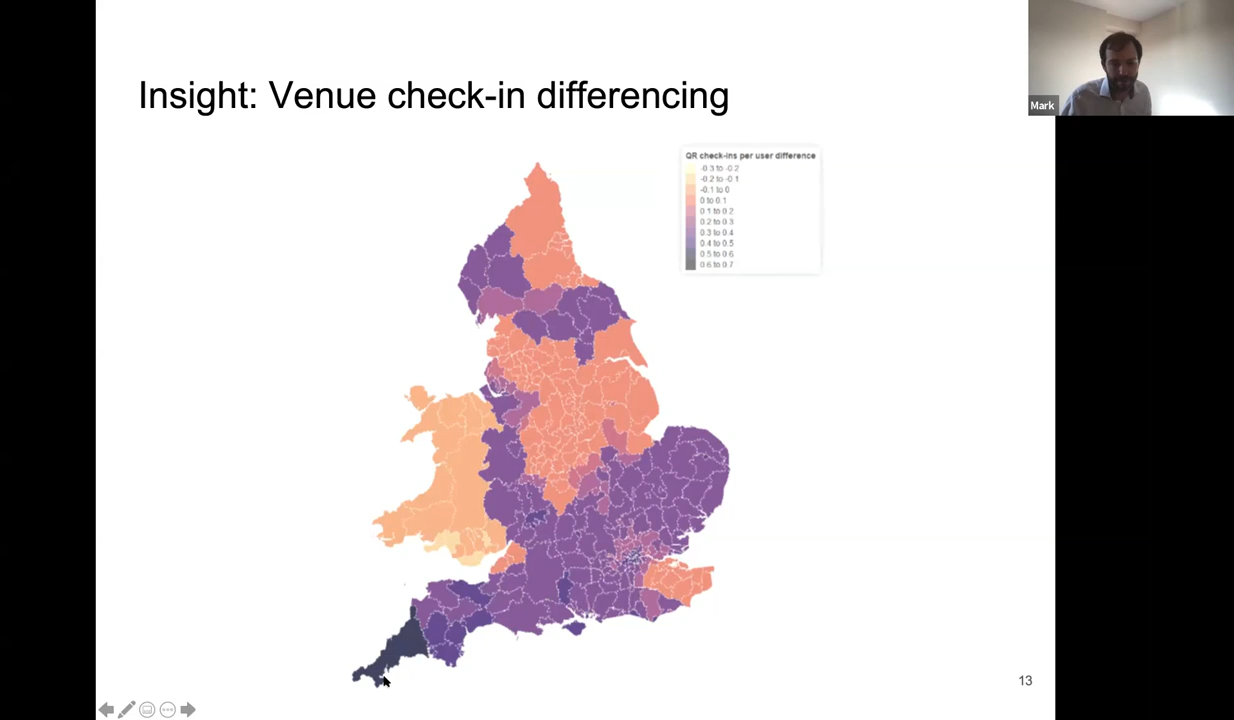 Insight: Venue check-in differencing
Mark
QR check-ins per user difference
-0.3 to -0.2
-0.2 to -0.1
-0.1 to 0
0 to 0.1
0.1 to 0.2
0.2 to 0.3
0.3 to 0.4
0.4 to 0.5
0.5 to 0.6
0.6 to 0.7
13